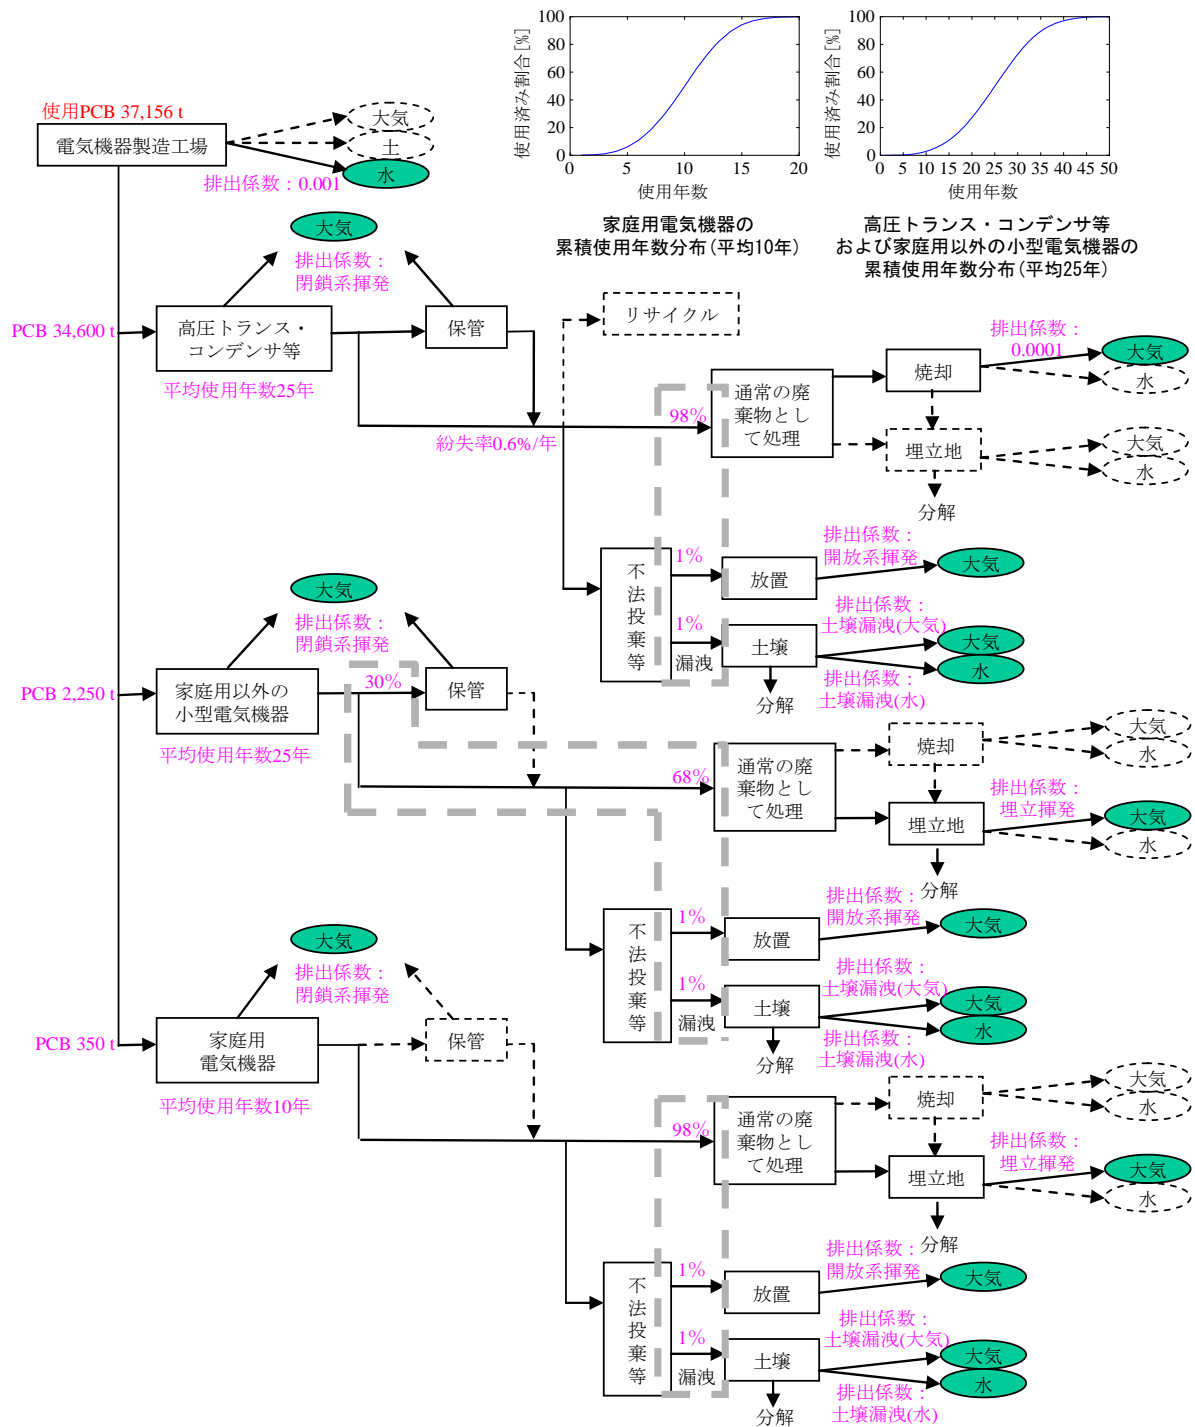 使用PCB 37,156 t
電気機器製造工場
大気
土
水
排出係数：0.001
使用済み割合[%]
100
80
60
40
20
0
0 5 10 15 20
使用年数
家庭用電気機器の
累積使用年数分布(平均10年)
使用済み割合[%]
100
80
60
40
20
0
0 5 10 15 20 25 30 35 40 45 50
使用年数
高圧トランス・コンデンサ等
および家庭用以外の小型電気機器の
累積使用年数分布(平均25年)
大気
排出係数：
閉鎖系揮発
PCB 34,600 t
高圧トランス・
コンデンサ等
平均使用年数25年
保管
リサイクル
紛失率0.6%/年
98%
通常の廃
棄物とし
て処理
焼却
排出係数：
0.0001
大気
水
埋立地
大気
水
分解
不法投棄等
1%
放置
排出係数：
開放系揮発
大気
1%
漏洩
土壌
排出係数：
土壌漏洩(大気)
大気
水
排出係数：
土壌漏洩(水)
分解
大気
排出係数：
閉鎖系揮発
PCB 2,250 t
家庭用以外の
小型電気機器
平均使用年数25年
30%
保管
68%
通常の廃
棄物とし
て処理
焼却
大気
水
埋立地
排出係数：
埋立揮発
大気
水
分解
不法投棄等
1%
放置
排出係数：
開放系揮発
大気
1%
漏洩
土壌
排出係数：
土壌漏洩(大気)
大気
水
排出係数：
土壌漏洩(水)
分解
大気
排出係数：
閉鎖系揮発
PCB 350 t
家庭用
電気機器
平均使用年数10年
保管
98%
通常の廃
棄物とし
て処理
焼却
大気
水
埋立地
排出係数：
埋立揮発
大気
水
分解
不法投棄等
1%
放置
排出係数：
開放系揮発
大気
1%
漏洩
土壌
排出係数：
土壌漏洩(大気)
大気
水
排出係数：
土壌漏洩(水)
分解